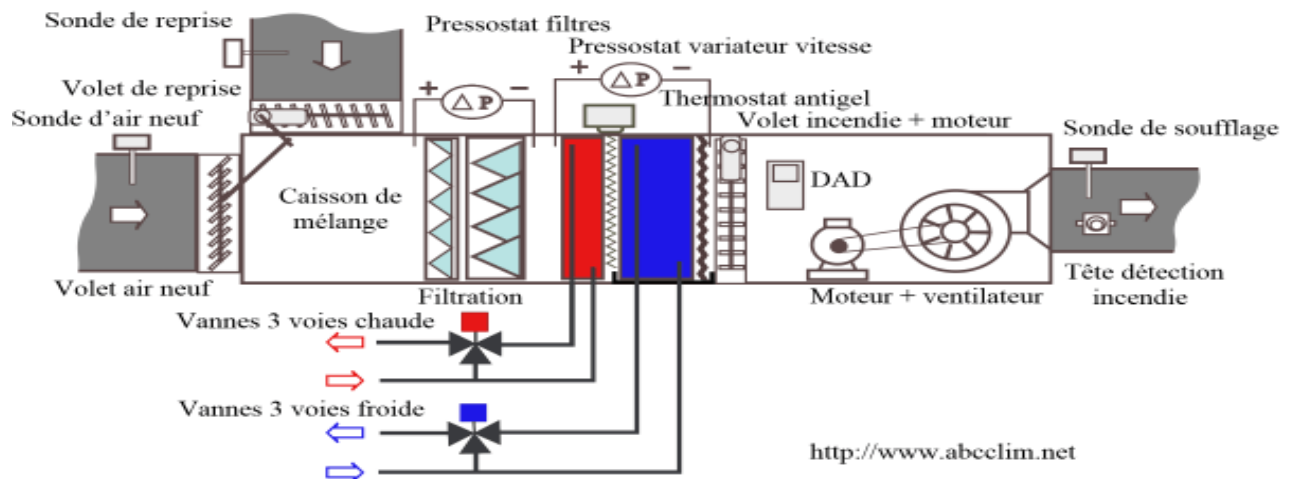 Sonde de reprise
Pressostat filtres
Pressostat variateur vitesse
Volet de reprise
+ Δ P −
+ Δ P −
Thermostat antigel
Sonde d'air neuf
Volet incendie + moteur
Sonde de soufflage
DAD
Caisson de
mélange
Volet air neuf
Filtration
Moteur + ventilateur
Tête détection
incendie
Vannes 3 voies chaude
Vannes 3 voies froide
http://www.abcclim.net